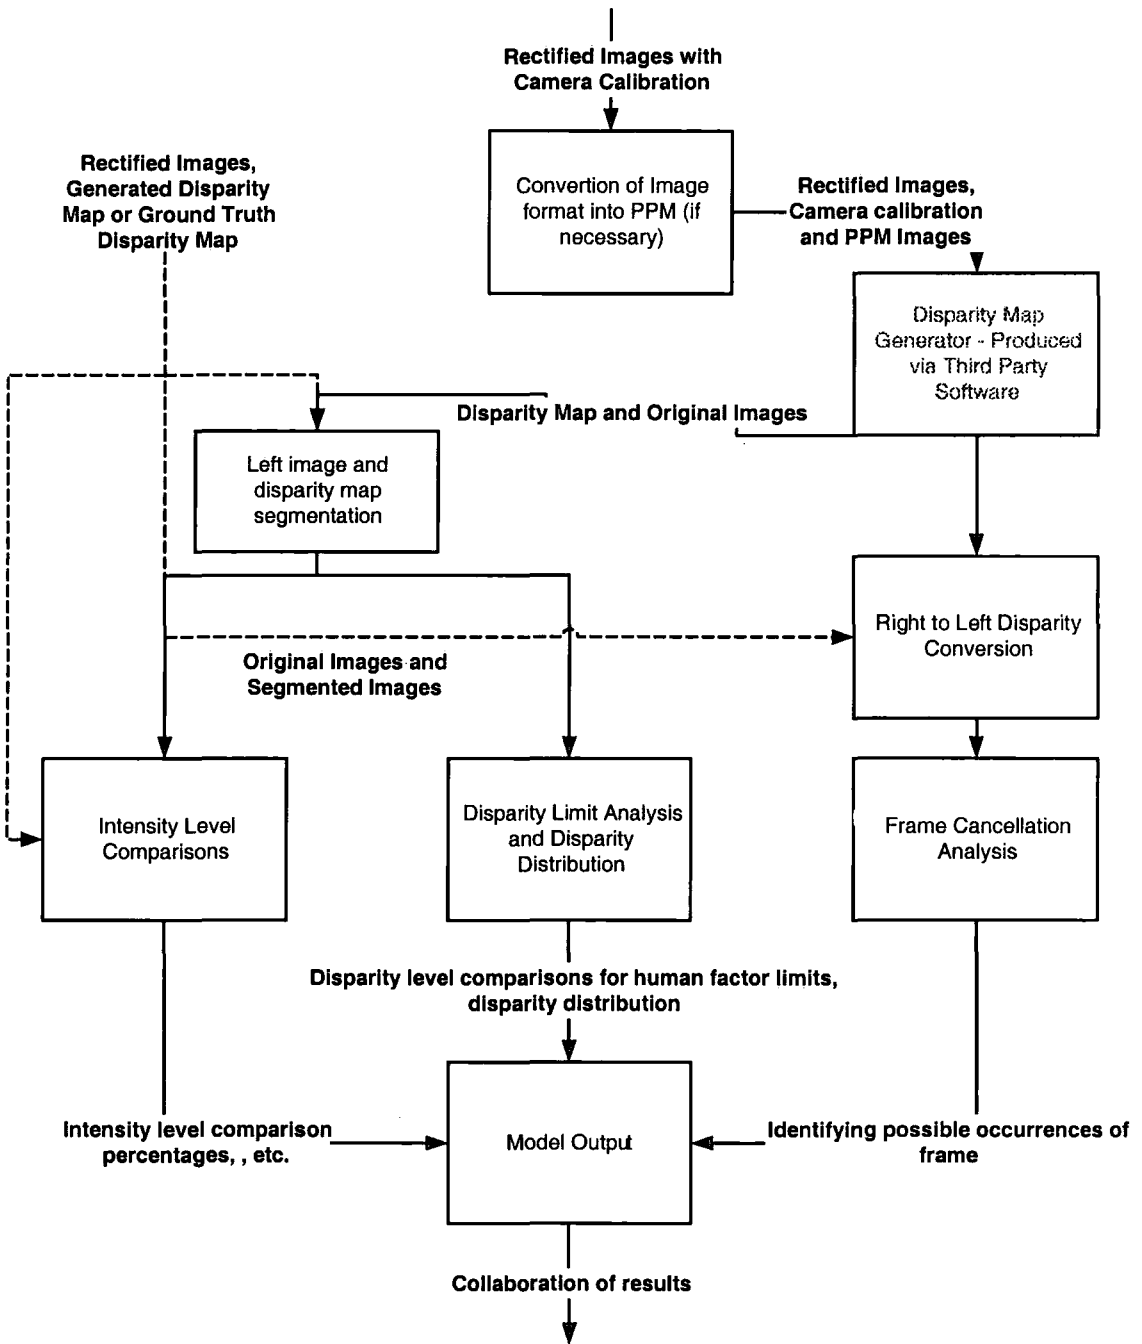 Rectified Images with
Camera Calibration
Convertion of Image
format into PPM (if
necessary)
Rectified Images,
Generated Disparity
Map or Ground Truth
Disparity Map
Rectified Images,
Camera calibration
and PPM Images
Disparity Map
Generator - Produced
via Third Party
Software
Disparity Map and Original Images
Left image and
disparity map
segmentation
Right to Left Disparity
Conversion
Original Images and
Segmented Images
Intensity Level
Comparisons
Disparity Limit Analysis
and Disparity
Distribution
Frame Cancellation
Analysis
Disparity level comparisons for human factor limits,
disparity distribution
Intensity level comparison
percentages, , etc.
Model Output
Identifying possible occurrences of
frame
Collaboration of results